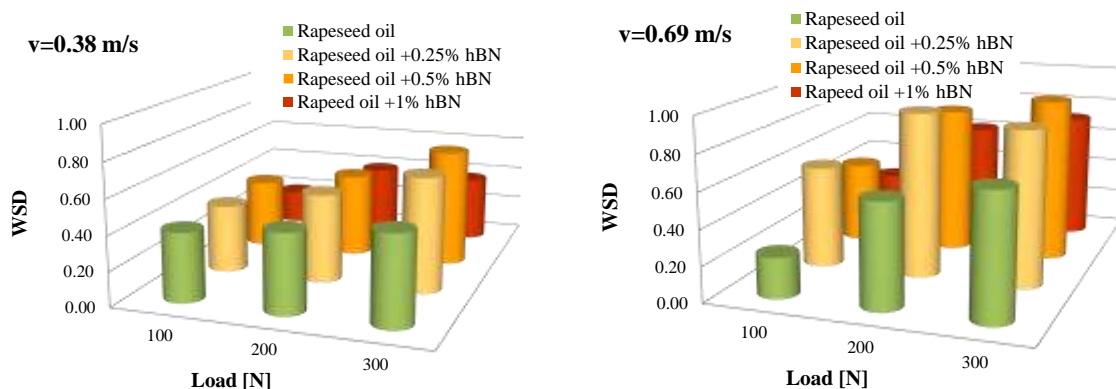 v=0.38 m/s
Rapeseed oil
Rapeseed oil +0.25% hBN
Rapeseed oil +0.5% hBN
Rapeed oil +1% hBN
1.00
0.80
0.60
0.40
0.20
0.00
WSD
100
200
300
Load [N]
v=0.69 m/s
Rapeseed oil
Rapeseed oil +0.25% hBN
Rapeseed oil +0.5% hBN
Rapeed oil +1% hBN
1.00
0.80
0.60
0.40
0.20
0.00
WSD
100
200
300
Load [N]